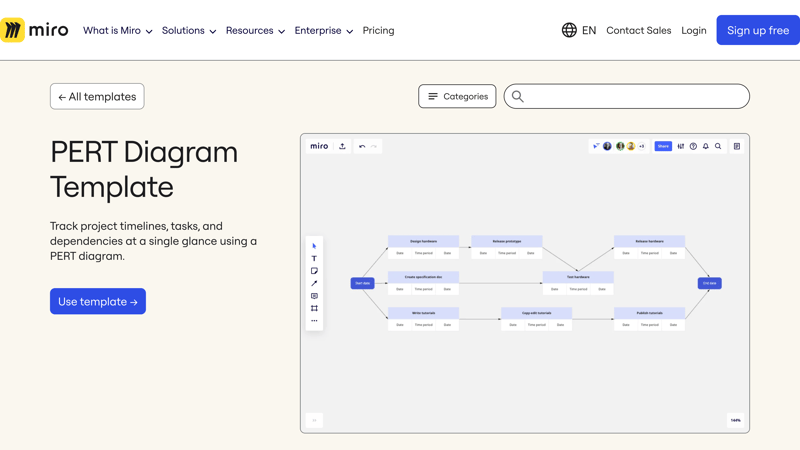 miro
What is Miro
Solutions
Resources
Enterprise
Pricing
EN
Contact Sales
Login
Sign up free
← All templates
Categories
PERT Diagram
Template
Track project timelines, tasks, and
dependencies at a single glance using a
PERT diagram.
Use template →
miro
+3
Share
Design hardware
Date Time period Date
Release prototype
Date Time period Date
Release hardware
Date Time period Date
Start date
Create specification doc
Date Time period Date
Test hardware
Date Time period Date
End date
Write tutorials
Date Time period Date
Copy edit tutorials
Date Time period Date
Publish tutorials
Date Time period Date
144%